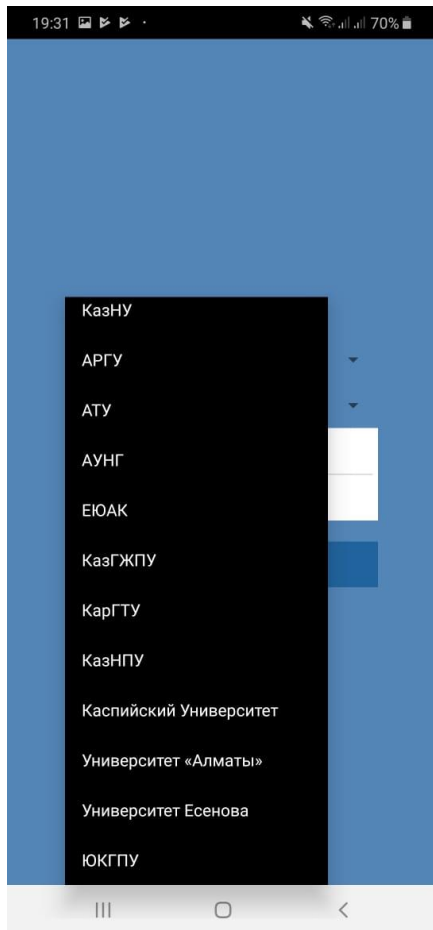 19:31
70%
КазНУ
АРГУ
АТУ
АУНГ
ЕЮАК
КазГЖПУ
КарГТУ
КазНПУ
Каспийский Университет
Университет «Алматы»
Университет Есенова
ЮКГПУ